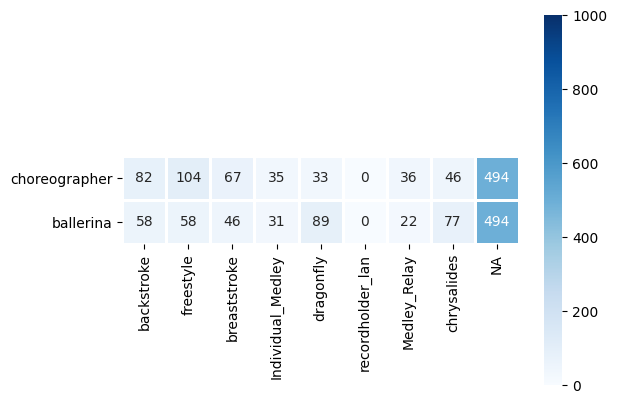 1000
800
600
400
200
0
choreographer 82 104 67 35 33 0 36 46 494
ballerina 58 58 46 31 89 0 22 77 494
backstroke
freestyle
breaststroke
Individual_Medley
dragonfly
recordholder_lan
Medley_Relay
chrysalides
NA